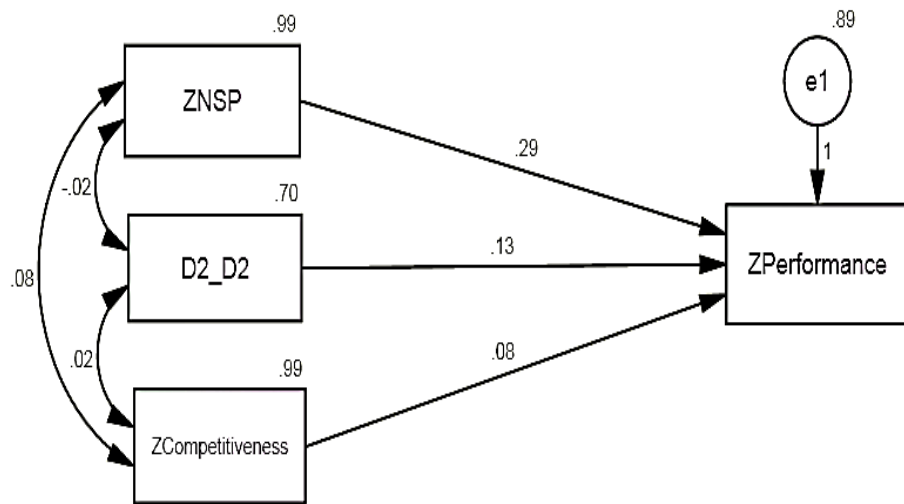 .99
.89
ZNSP
e1
.29
1
-.02
.70
D2_D2
.13
ZPerformance
.08
.02
.99
.08
ZCompetitiveness